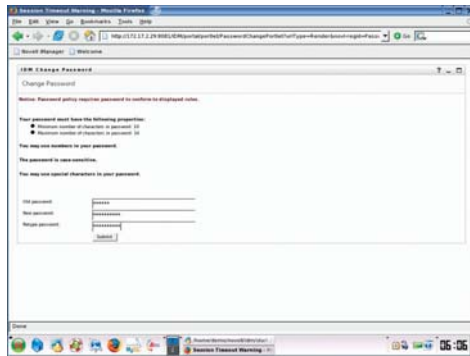 Session Timeout Warning - Mozilla Firefox
File Edit View Go Bookmarks Tools Help
Go
Novell iManager Welcome
IDM Change Password
Change Password
Notice: Password policy requires password to conform to displayed rules.
Your password must have the following properties:
Minimum number of characters in password:
Maximum number of characters in password:
You may use numbers in your password.
The password is case-sensitive.
You may use special characters in your password.
Old password:
New password:
Retype password:
Submit
Done
Session Timeout Warning -
06:06